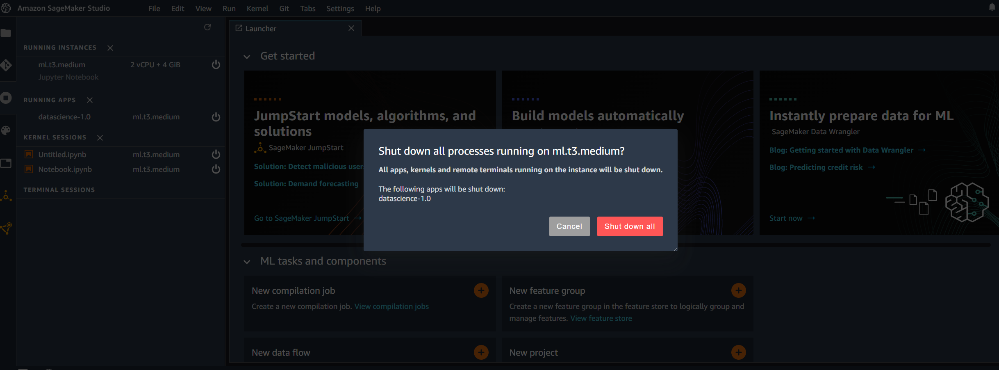 Amazon SageMaker Studio
File Edit View Run Kernel Git Tabs Settings Help
RUNNING INSTANCES
ml.t3.medium 2 vCPU + 4 GiB
Jupyter Notebook
RUNNING APPS
datascience-1.0 ml.t3.medium
KERNEL SESSIONS
Untitled.ipynb ml.t3.medium
Notebook.ipynb ml.t3.medium
TERMINAL SESSIONS
Launcher
Get started
JumpStart models, algorithms, and
solutions
SageMaker JumpStart
Solution: Detect malicious users
Solution: Demand forecasting
Go to SageMaker JumpStart
Build models automatically
Instantly prepare data for ML
SageMaker Data Wrangler
Blog: Getting started with Data Wrangler
Blog: Predicting credit risk
Start now
Shut down all processes running on ml.t3.medium?
All apps, kernels and remote terminals running on the instance will be shut down.
The following apps will be shut down:
datascience-1.0
Cancel
Shut down all
ML tasks and components
New compilation job
Create a new compilation job. View compilation jobs
New feature group
Create a new feature group in the feature store to logically group and
manage features. View feature store
New data flow
New project